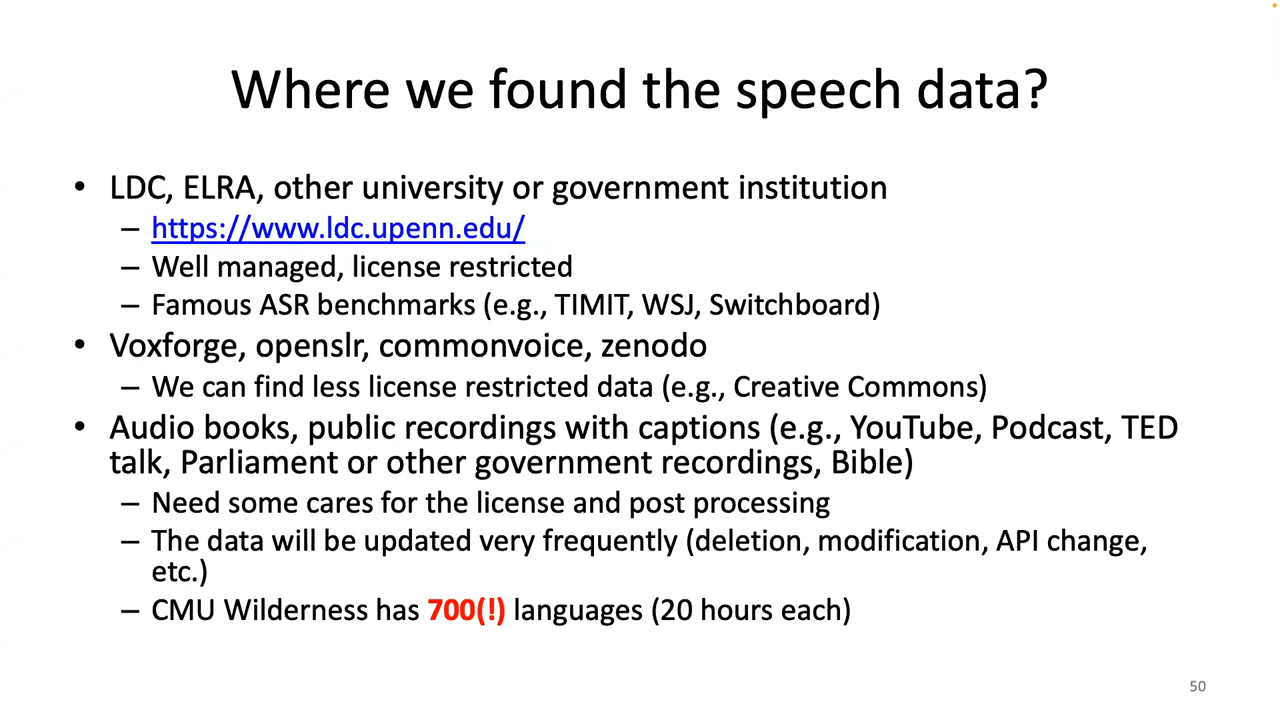 Where we found the speech data?
• LDC, ELRA, other university or government institution
– https://www.ldc.upenn.edu/
– Well managed, license restricted
– Famous ASR benchmarks (e.g., TIMIT, WSJ, Switchboard)
• Voxforge, openslr, commonvoice, zenodo
– We can find less license restricted data (e.g., Creative Commons)
• Audio books, public recordings with captions (e.g., YouTube, Podcast, TED
talk, Parliament or other government recordings, Bible)
– Need some cares for the license and post processing
– The data will be updated very frequently (deletion, modification, API change,
etc.)
– CMU Wilderness has 700(!) languages (20 hours each)
50